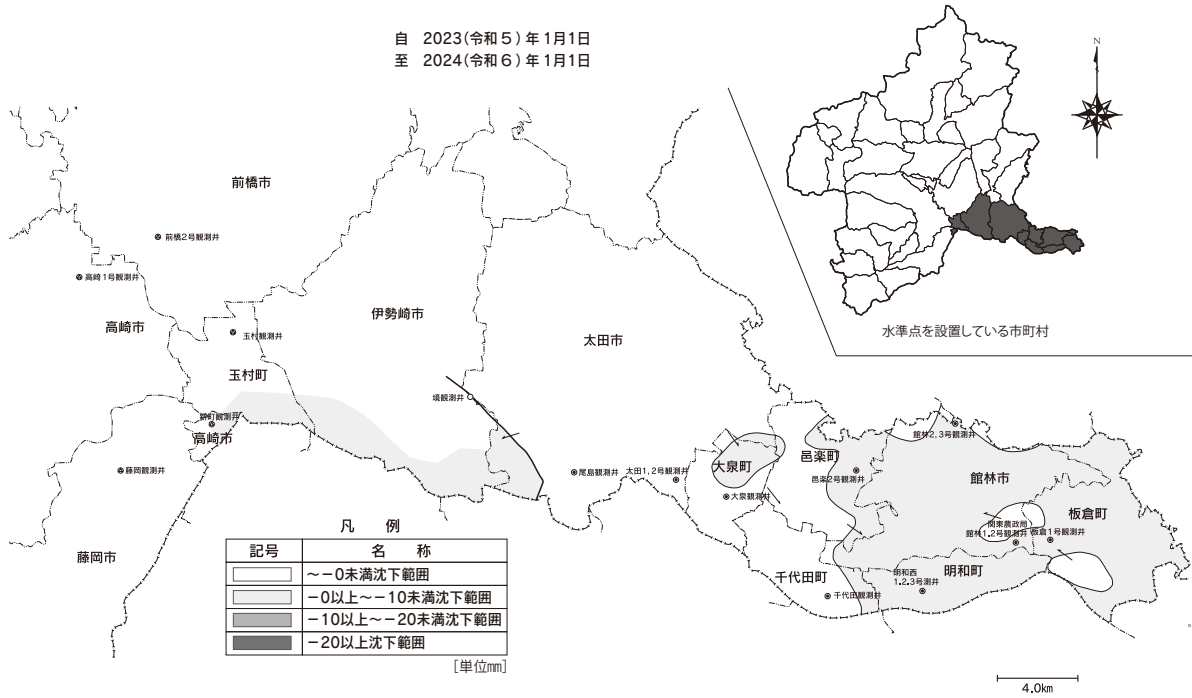 自 2023(令和5)年1月1日
至 2024(令和6)年1月1日
N
水準点を設置している市町村
前橋市
前橋2号観測井
高崎1号観測井
高崎市
玉村観測井
玉村町
伊勢崎市
太田市
境観測井
新町観測井
高崎市
藤岡観測井
藤岡市
尾島観測井
太田1,2号観測井
大泉町
大泉観測井
邑楽町
邑楽2号観測井
館林2,3号観測井
館林市
関東農政局
館林1,2号観測井
板倉町
板倉1号観測井
千代田町
千代田観測井
明和西
1,2,3号測井
明和町
凡 例
記号 名 称
～－0未満沈下範囲
－0以上～－10未満沈下範囲
－10以上～－20未満沈下範囲
－20以上沈下範囲
[単位mm]
4.0km